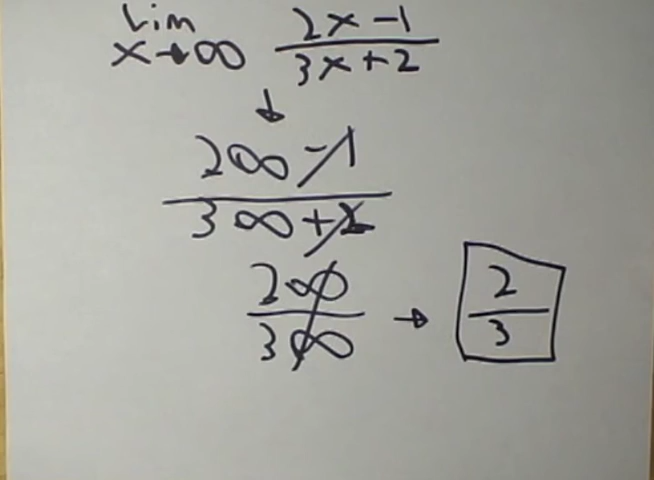 lim x→∞ (2x-1)/(3x+2)
↓
(2∞-1)/(3∞+2)
2∞/3∞ → 2/3